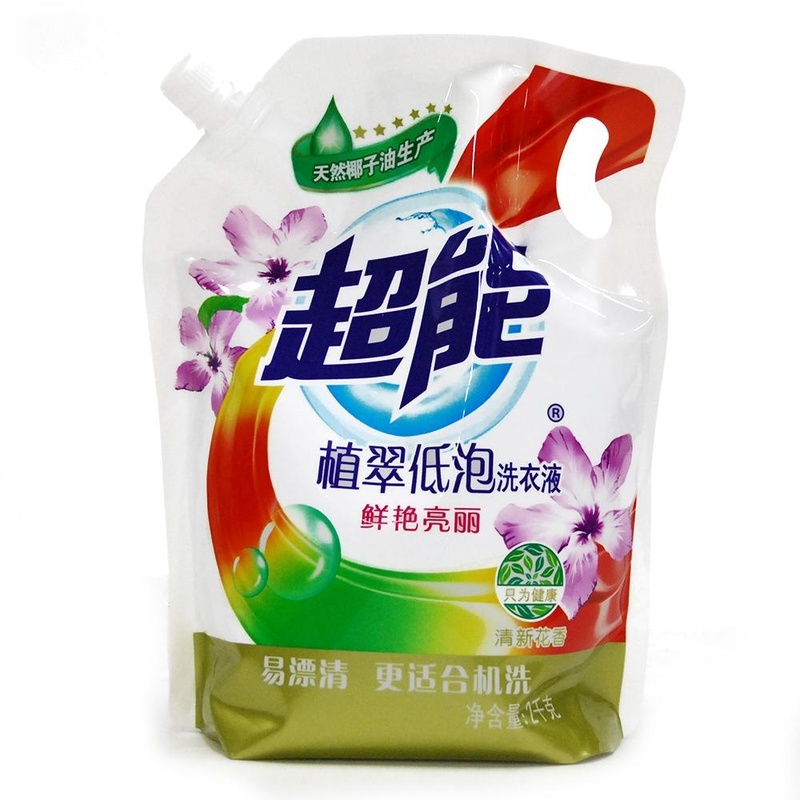 天然椰子油生产
超能
®
植翠低泡洗衣液
鲜艳亮丽
只为健康
清新花香
易漂清 更适合机洗
净含量:2千克